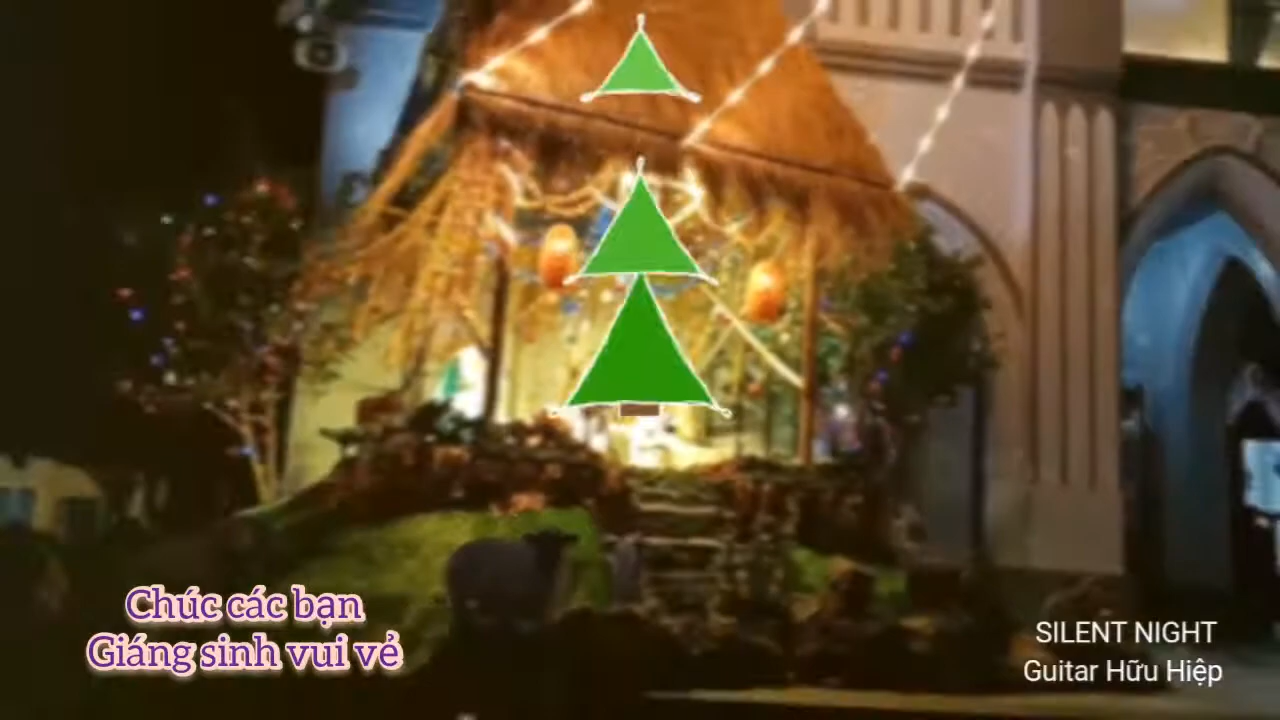 Chúc các bạn
Giáng sinh vui vẻ
SILENT NIGHT
Guitar Hữu Hiệp